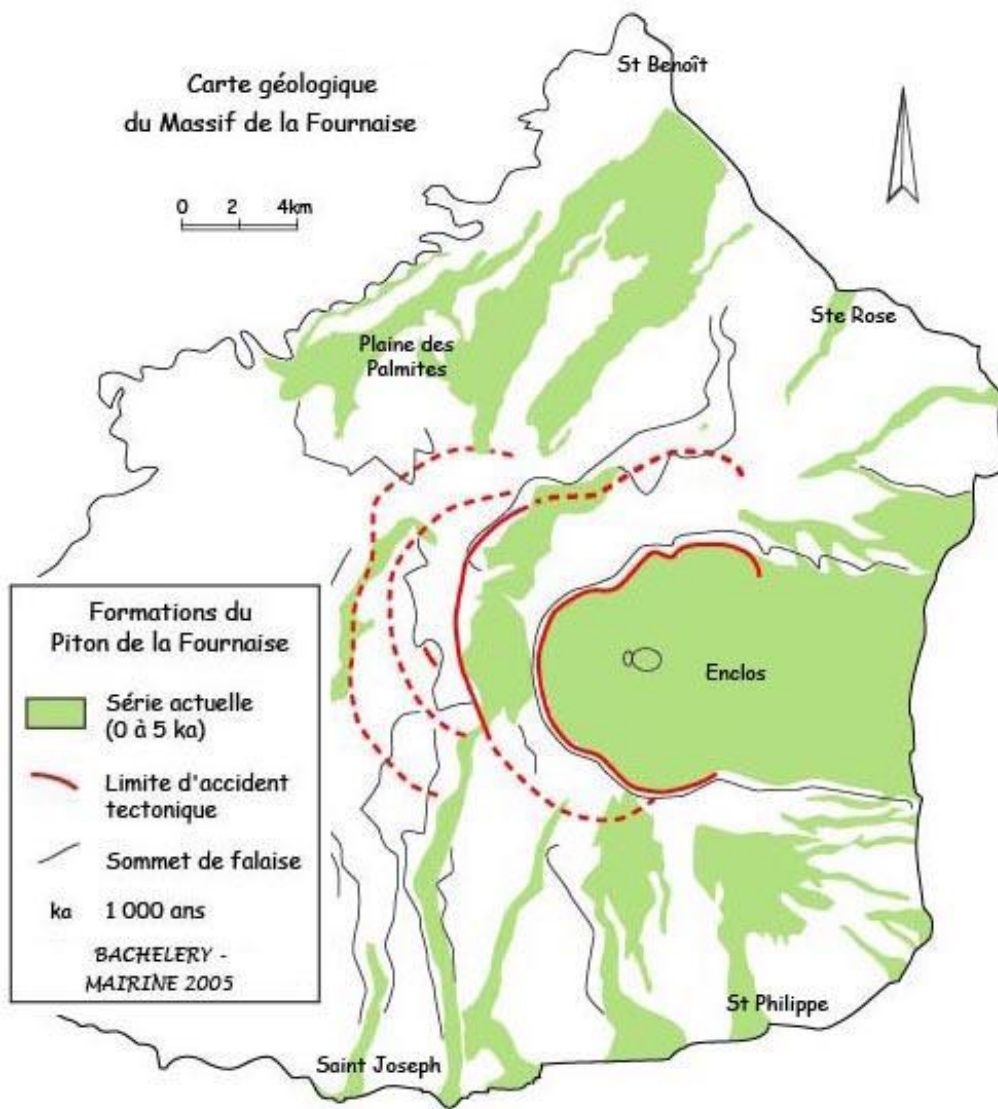 Carte géologique
du Massif de la Fournaise
0 2 4km
St Benoît
Ste Rose
Plaine des
Palmites
Enclos
St Philippe
Saint Joseph
Formations du
Piton de la Fournaise
Série actuelle
(0 à 5 ka)
Limite d'accident
tectonique
Sommet de falaise
ka 1 000 ans
BACHELERY -
MAIRINE 2005